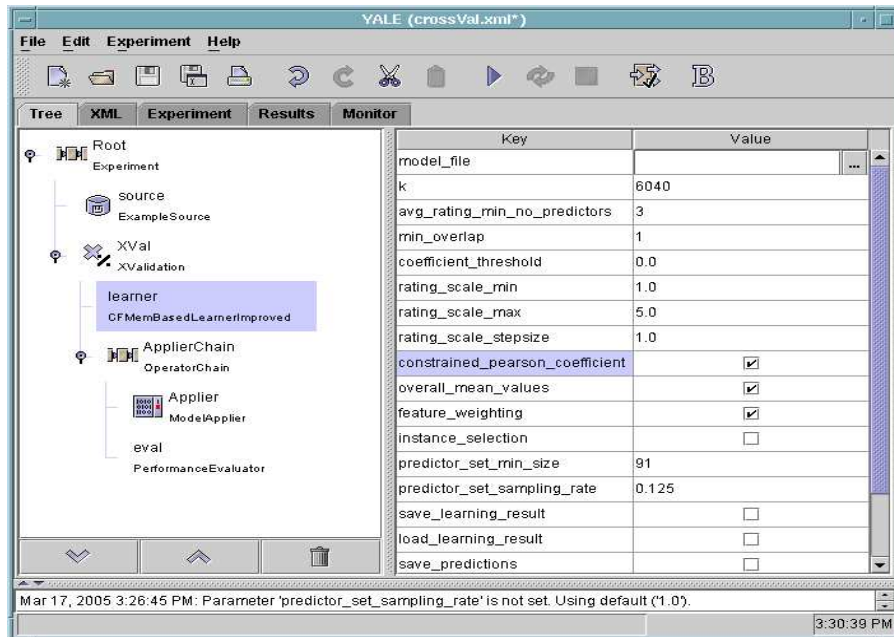 YALE (crossVal.xml*)
File Edit Experiment Help
Tree XML Experiment Results Monitor
Root
Experiment
source
ExampleSource
XVal
XValidation
learner
CFMemBasedLearnerImproved
ApplierChain
OperatorChain
Applier
ModelApplier
eval
PerformanceEvaluator
Key Value
model_file ...
k 6040
avg_rating_min_no_predictors 3
min_overlap 1
coefficient_threshold 0.0
rating_scale_min 1.0
rating_scale_max 5.0
rating_scale_stepsize 1.0
constrained_pearson_coefficient
overall_mean_values
feature_weighting
instance_selection
predictor_set_min_size 91
predictor_set_sampling_rate 0.125
save_learning_result
load_learning_result
save_predictions
Mar 17, 2005 3:26:45 PM: Parameter 'predictor_set_sampling_rate' is not set. Using default ('1.0').
3:30:39 PM